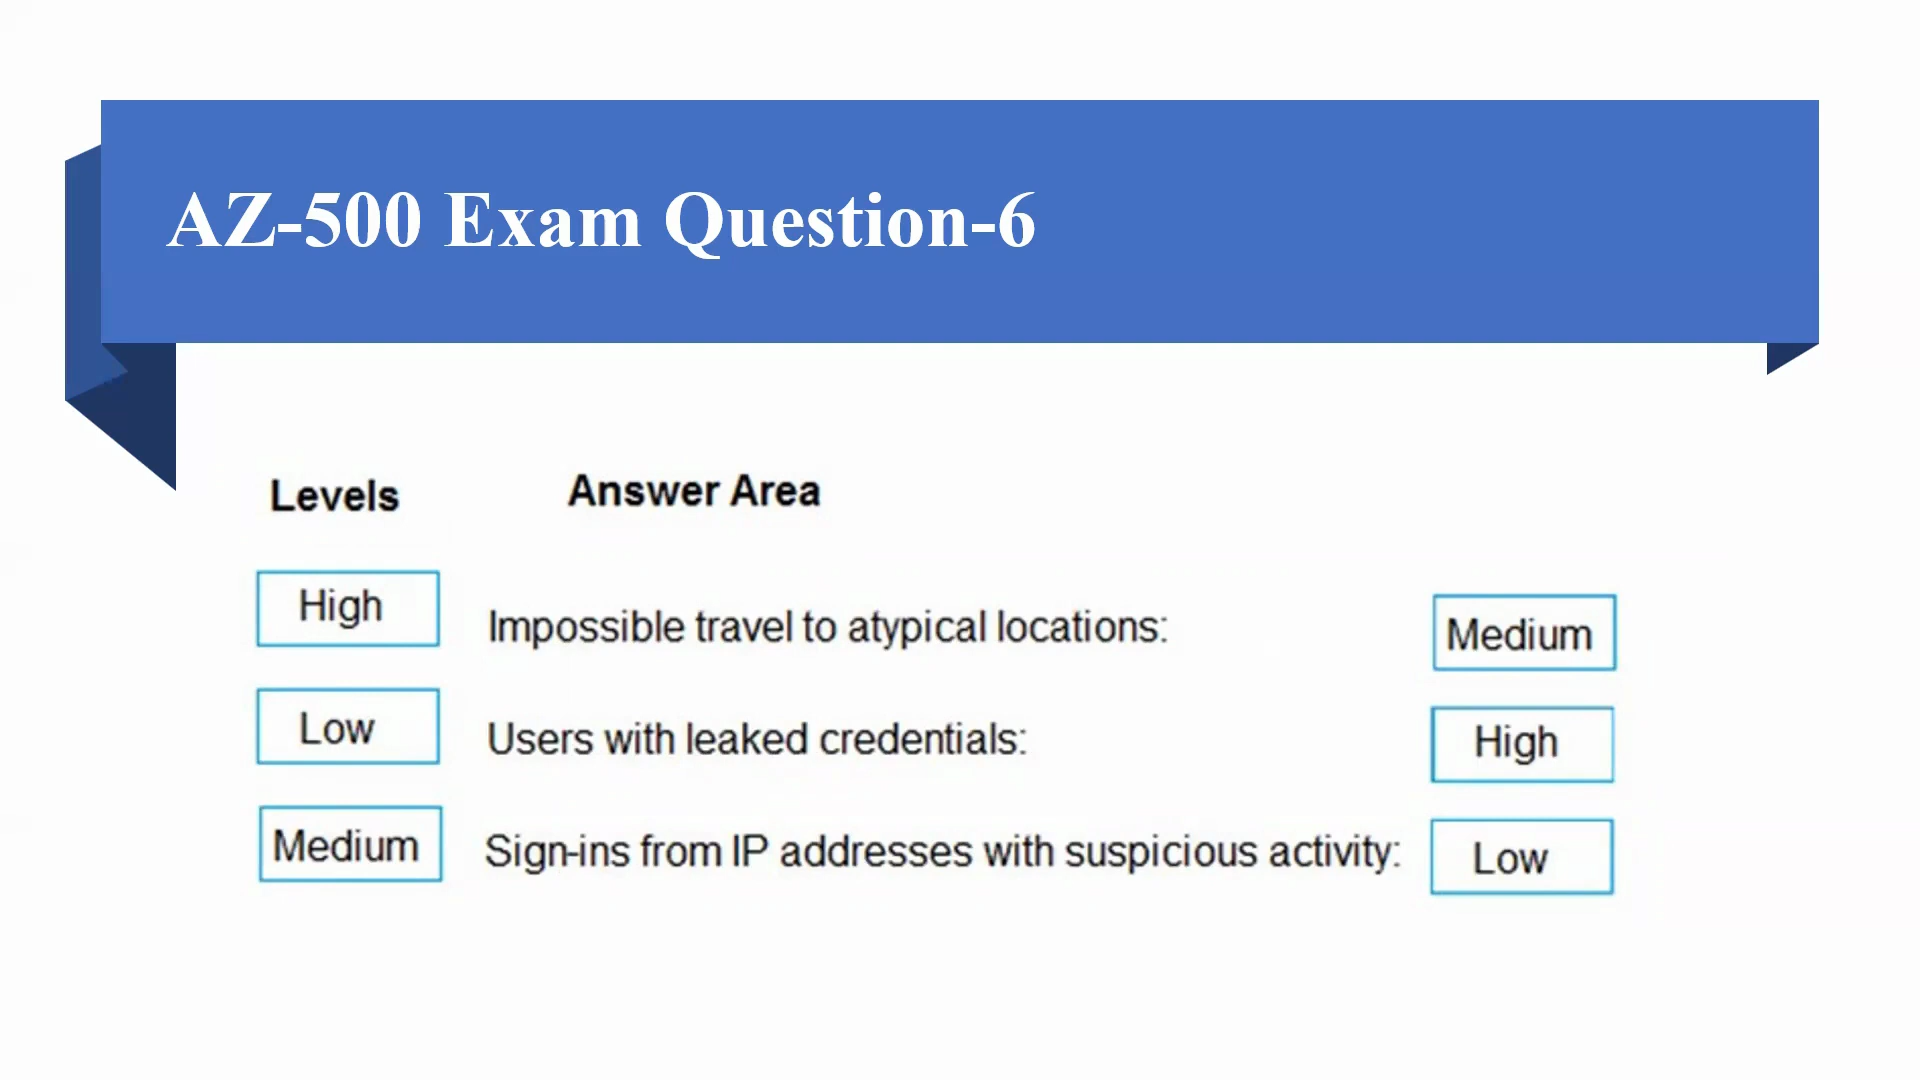 AZ-500 Exam Question-6
Levels
Answer Area
High
Impossible travel to atypical locations:
Medium
Low
Users with leaked credentials:
High
Medium
Sign-ins from IP addresses with suspicious activity:
Low